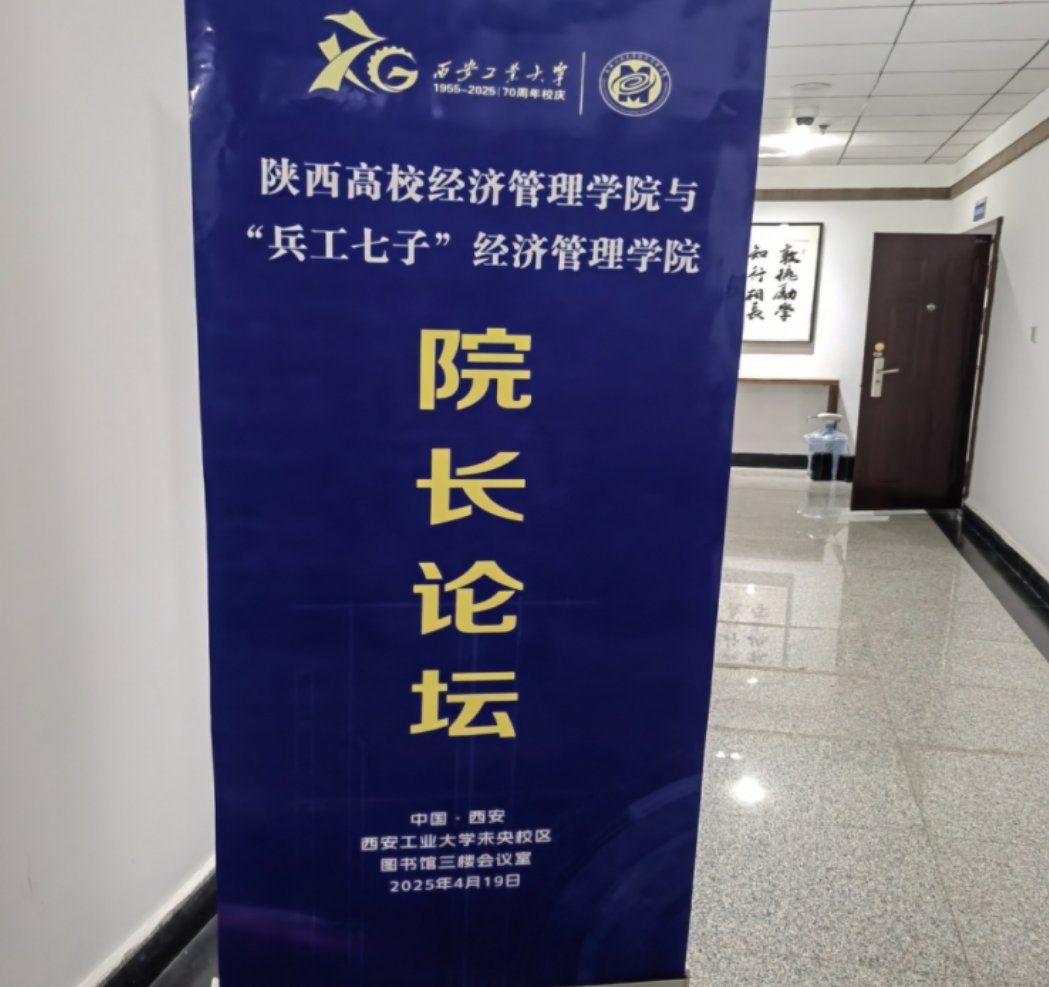 西安工业大学
1955-2025|70周年校庆
陕西高校经济管理学院与
“兵工七子”经济管理学院
院
长
论
坛
中国·西安
西安工业大学未央校区
图书馆三楼会议室
2025年4月19日
敦抚励学
知行相长